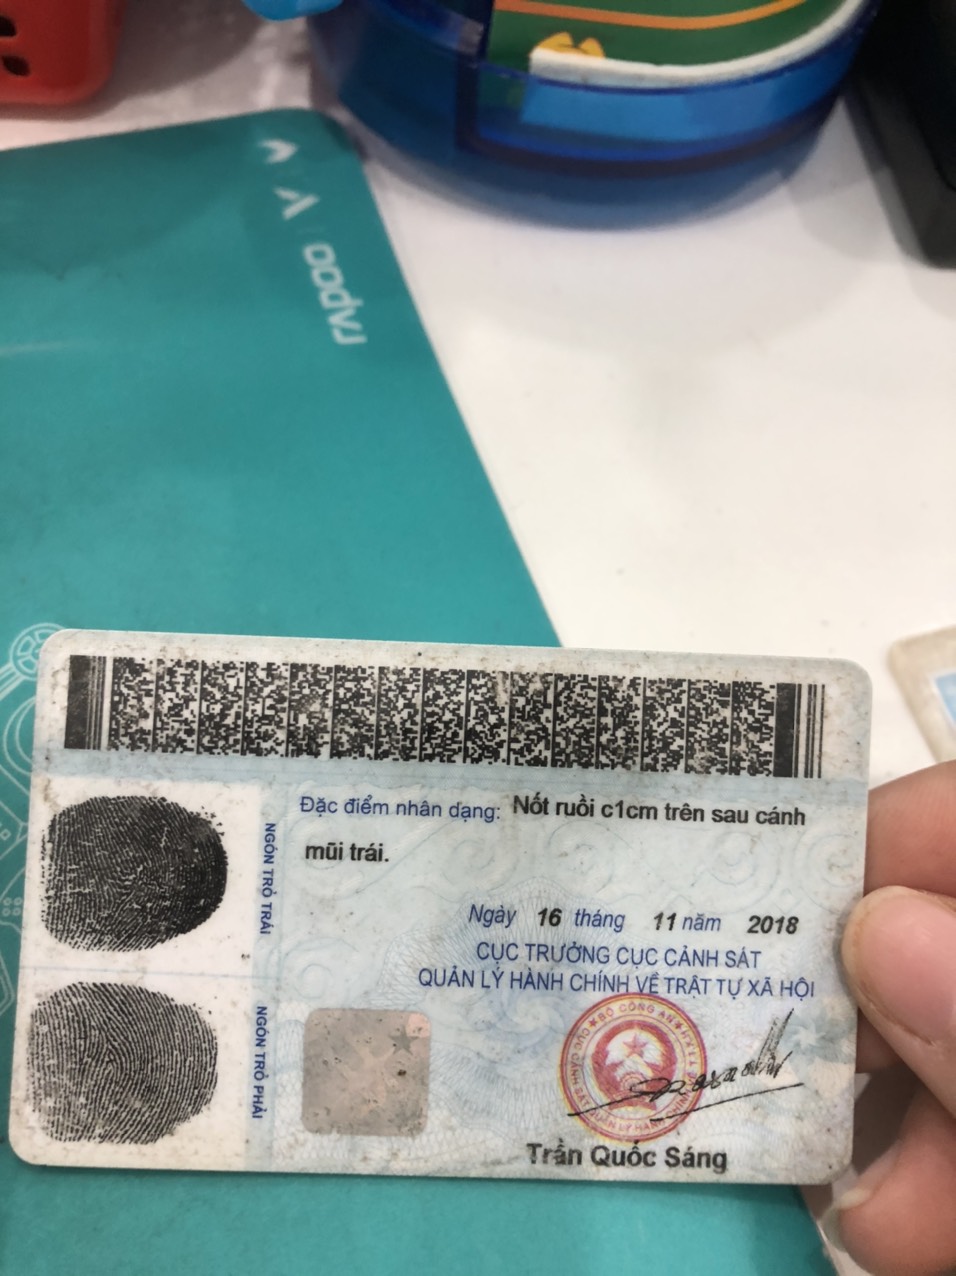 rapoo
Đặc điểm nhân dạng: Nốt ruồi c1cm trên sau cánh
mũi trái.
NGÓN TRỎ TRÁI
NGÓN TRỎ PHẢI
Ngày 16 tháng 11 năm 2018
CỤC TRƯỞNG CỤC CẢNH SÁT
QUẢN LÝ HÀNH CHÍNH VỀ TRẬT TỰ XÃ HỘI
BỘ CÔNG AN
Trần Quốc Sáng